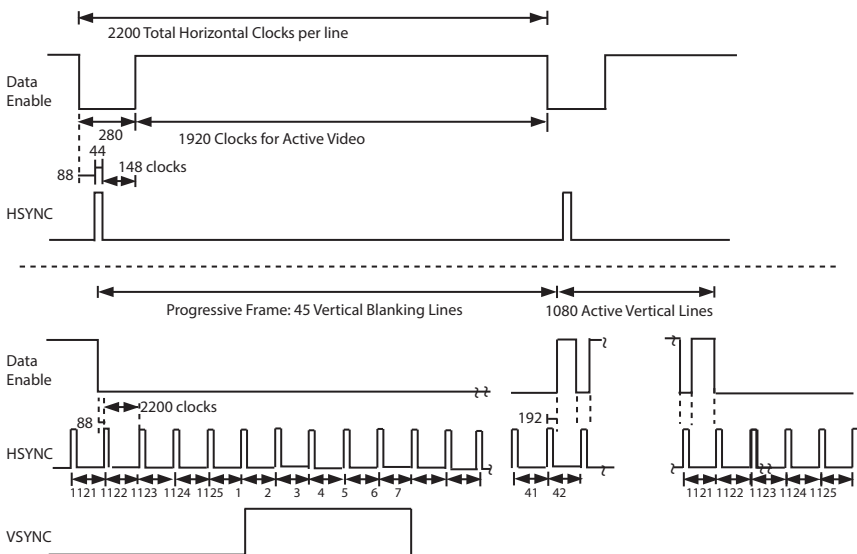 2200 Total Horizontal Clocks per line
Data
Enable
280
1920 Clocks for Active Video
44
148 clocks
88
HSYNC
Progressive Frame: 45 Vertical Blanking Lines
1080 Active Vertical Lines
Data
Enable
2200 clocks
88
192
HSYNC
1121 1122 1123 1124 1125 1 2 3 4 5 6 7 41 42 1121 1122 1123 1124 1125
VSYNC